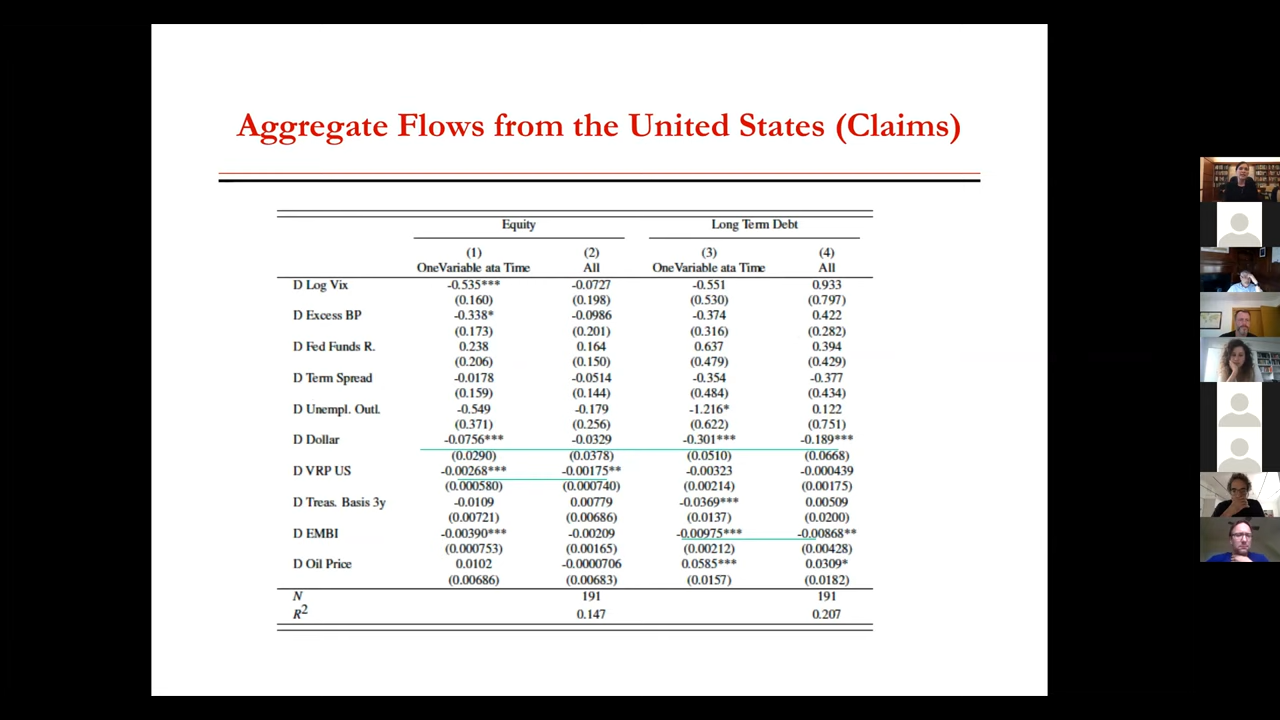 Aggregate Flows from the United States (Claims)
Equity Long Term Debt
(1) (2) (3) (4)
OneVariable ata Time All OneVariable ata Time All
D Log Vix -0.535*** -0.0727 -0.551 0.933
(0.160) (0.198) (0.530) (0.797)
D Excess BP -0.338* -0.0986 -0.374 0.422
(0.173) (0.201) (0.316) (0.282)
D Fed Funds R. 0.238 0.164 0.637 0.394
(0.206) (0.150) (0.479) (0.429)
D Term Spread -0.0178 -0.0514 -0.354 -0.377
(0.159) (0.144) (0.484) (0.434)
D Unempl. Outl. -0.549 -0.179 -1.216* 0.122
(0.371) (0.256) (0.622) (0.751)
D Dollar -0.0756*** -0.0329 -0.301*** -0.189***
(0.0290) (0.0378) (0.0510) (0.0668)
D VRP US -0.00268*** -0.00175** -0.00323 -0.000439
(0.000580) (0.000740) (0.00214) (0.00175)
D Treas. Basis 3y -0.0109 0.00779 -0.0369*** 0.00509
(0.00721) (0.00686) (0.0137) (0.0200)
D EMBI -0.00390*** -0.00209 -0.00975*** -0.00868**
(0.000753) (0.00165) (0.00212) (0.00428)
D Oil Price 0.0102 -0.0000706 0.0585*** 0.0309*
(0.00686) (0.00683) (0.0157) (0.0182)
N 191 191
R2 0.147 0.207